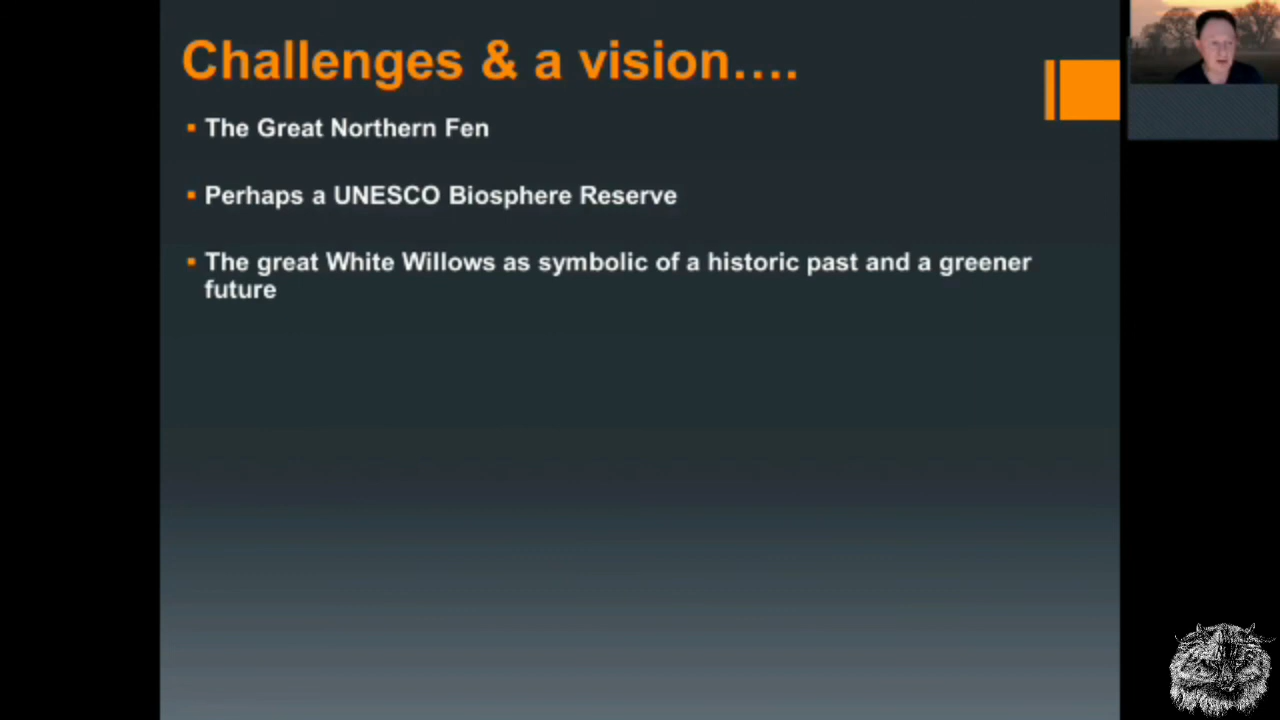 Challenges & a vision....
▪ The Great Northern Fen
▪ Perhaps a UNESCO Biosphere Reserve
▪ The great White Willows as symbolic of a historic past and a greener
future